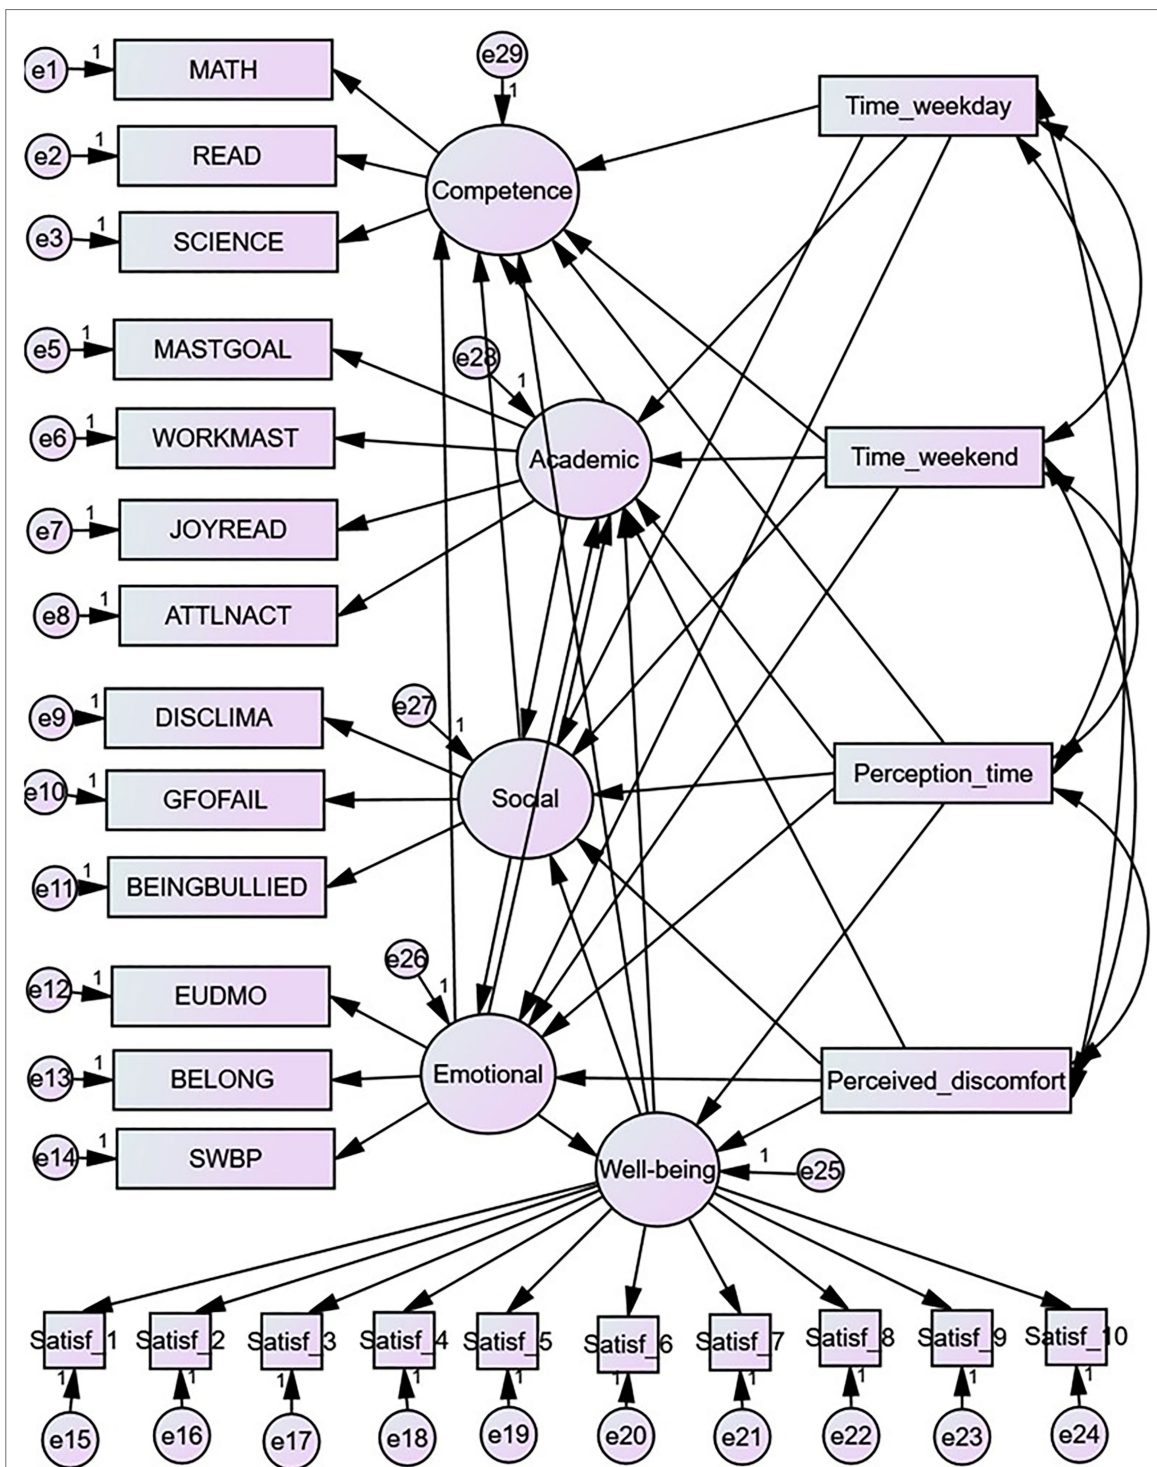 e1
1
MATH
e29
1
Time_weekday
e2
1
READ
Competence
e3
1
SCIENCE
e5
1
MASTGOAL
e28
1
e6
1
WORKMAST
Academic
Time_weekend
e7
1
JOYREAD
e8
1
ATTLNACT
e9
1
DISCLIMA
e27
1
e10
1
GFOFAIL
Social
Perception_time
e11
1
BEINGBULLIED
e26
1
e12
1
EUDMO
e13
1
BELONG
Emotional
Perceived_discomfort
e14
1
SWBP
Well-being
1
e25
Satisf_1
Satisf_2
Satisf_3
Satisf_4
Satisf_5
Satisf_6
Satisf_7
Satisf_8
Satisf_9
Satisf_10
1
1
1
1
1
1
1
1
1
1
e15
e16
e17
e18
e19
e20
e21
e22
e23
e24